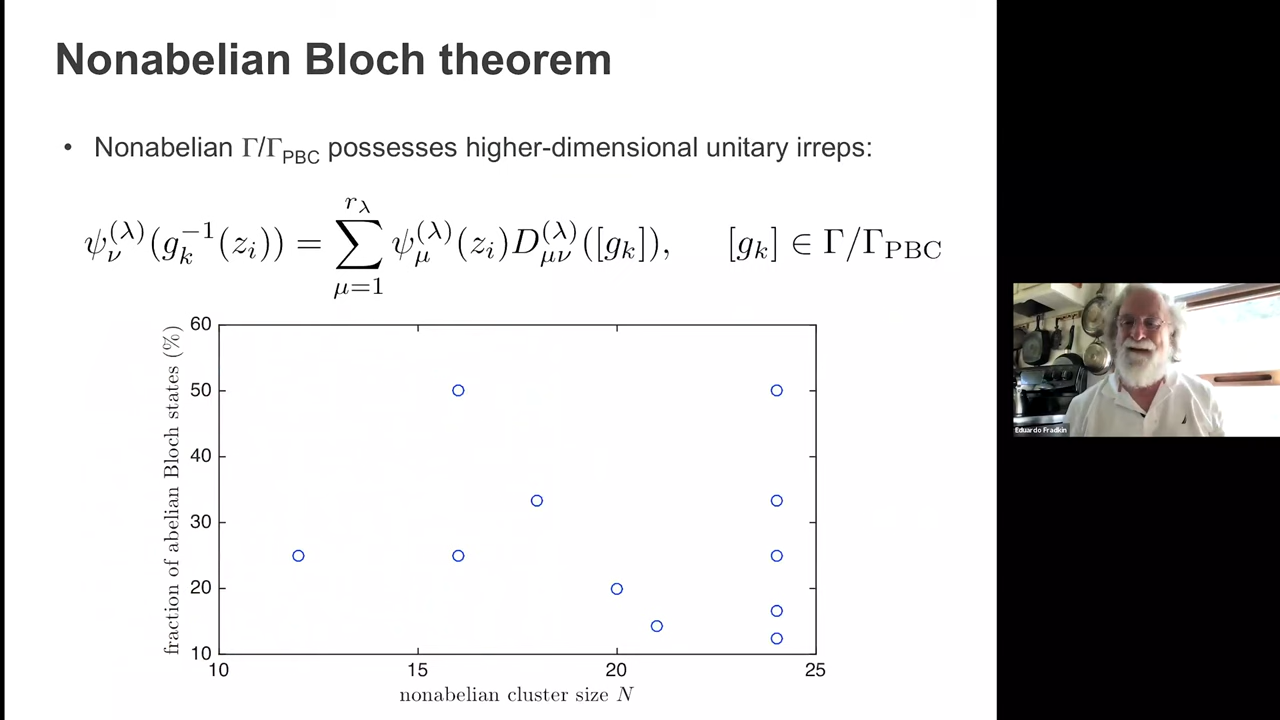 Nonabelian Bloch theorem
• Nonabelian Γ/Γ_PBC possesses higher-dimensional unitary irreps:
ψ_ν^(λ)(g_k^{-1}(z_i)) = ∑_{μ=1}^{r_λ} ψ_μ^(λ)(z_i) D_{μν}^(λ)([g_k]), [g_k] ∈ Γ/Γ_PBC
fraction of abelian Bloch states (%)
60
50
40
30
20
10
10 15 20 25
nonabelian cluster size N
Eduardo Fradkin